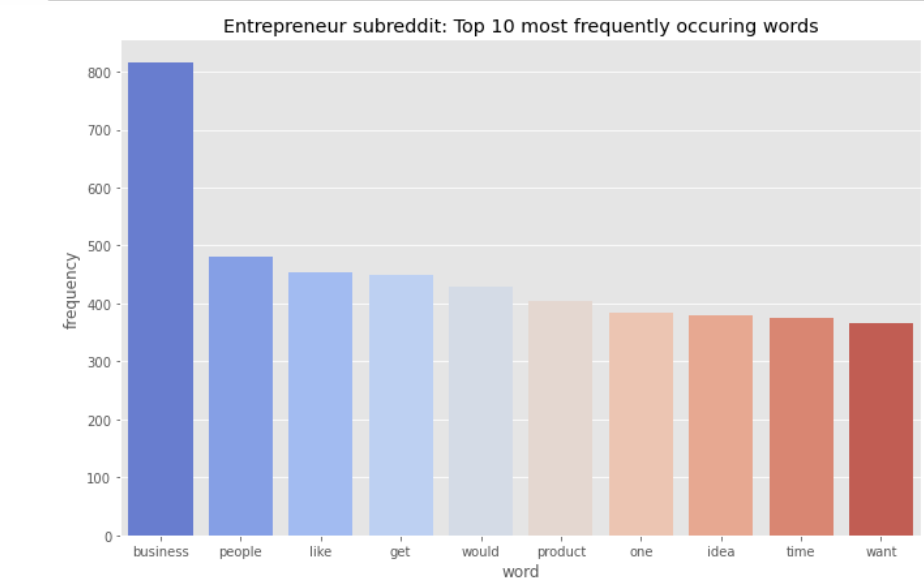 Entrepreneur subreddit: Top 10 most frequently occuring words
800
700
600
500
400
300
200
100
0
frequency
business people like get would product one idea time want
word